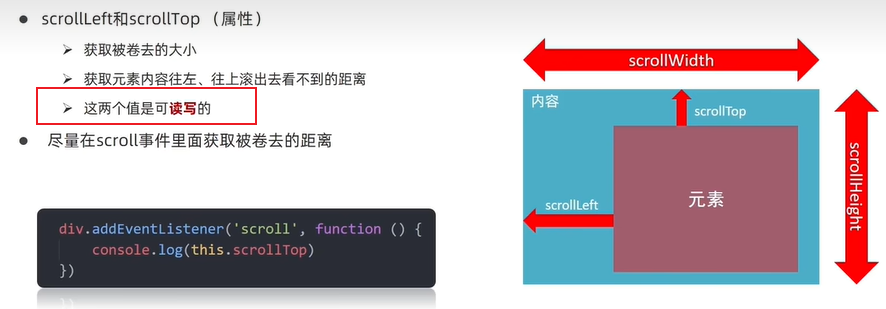 scrollLeft和scrollTop （属性）
获取被卷去的大小
获取元素内容往左、往上滚出去看不到的距离
这两个值是可读写的
尽量在scroll事件里面获取被卷去的距离
div.addEventListener('scroll', function () {
console.log(this.scrollTop)
})
scrollWidth
内容
scrollTop
scrollLeft
元素
scrollHeight